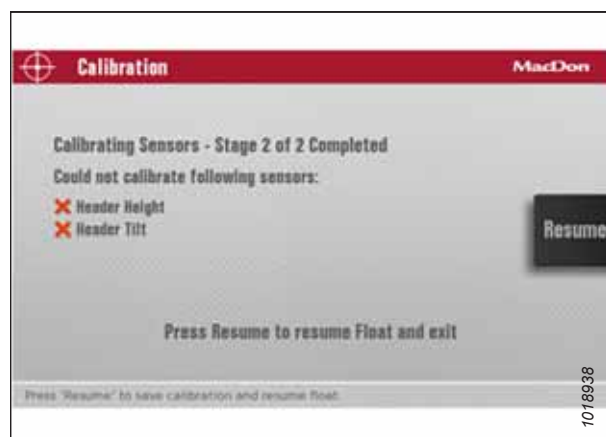 Calibration
MacDon
Calibrating Sensors - Stage 2 of 2 Completed
Could not calibrate following sensors:
Header Height
Header Tilt
Resume
Press Resume to resume Float and exit
Press "Resume" to save calibration and resume float.
1018938